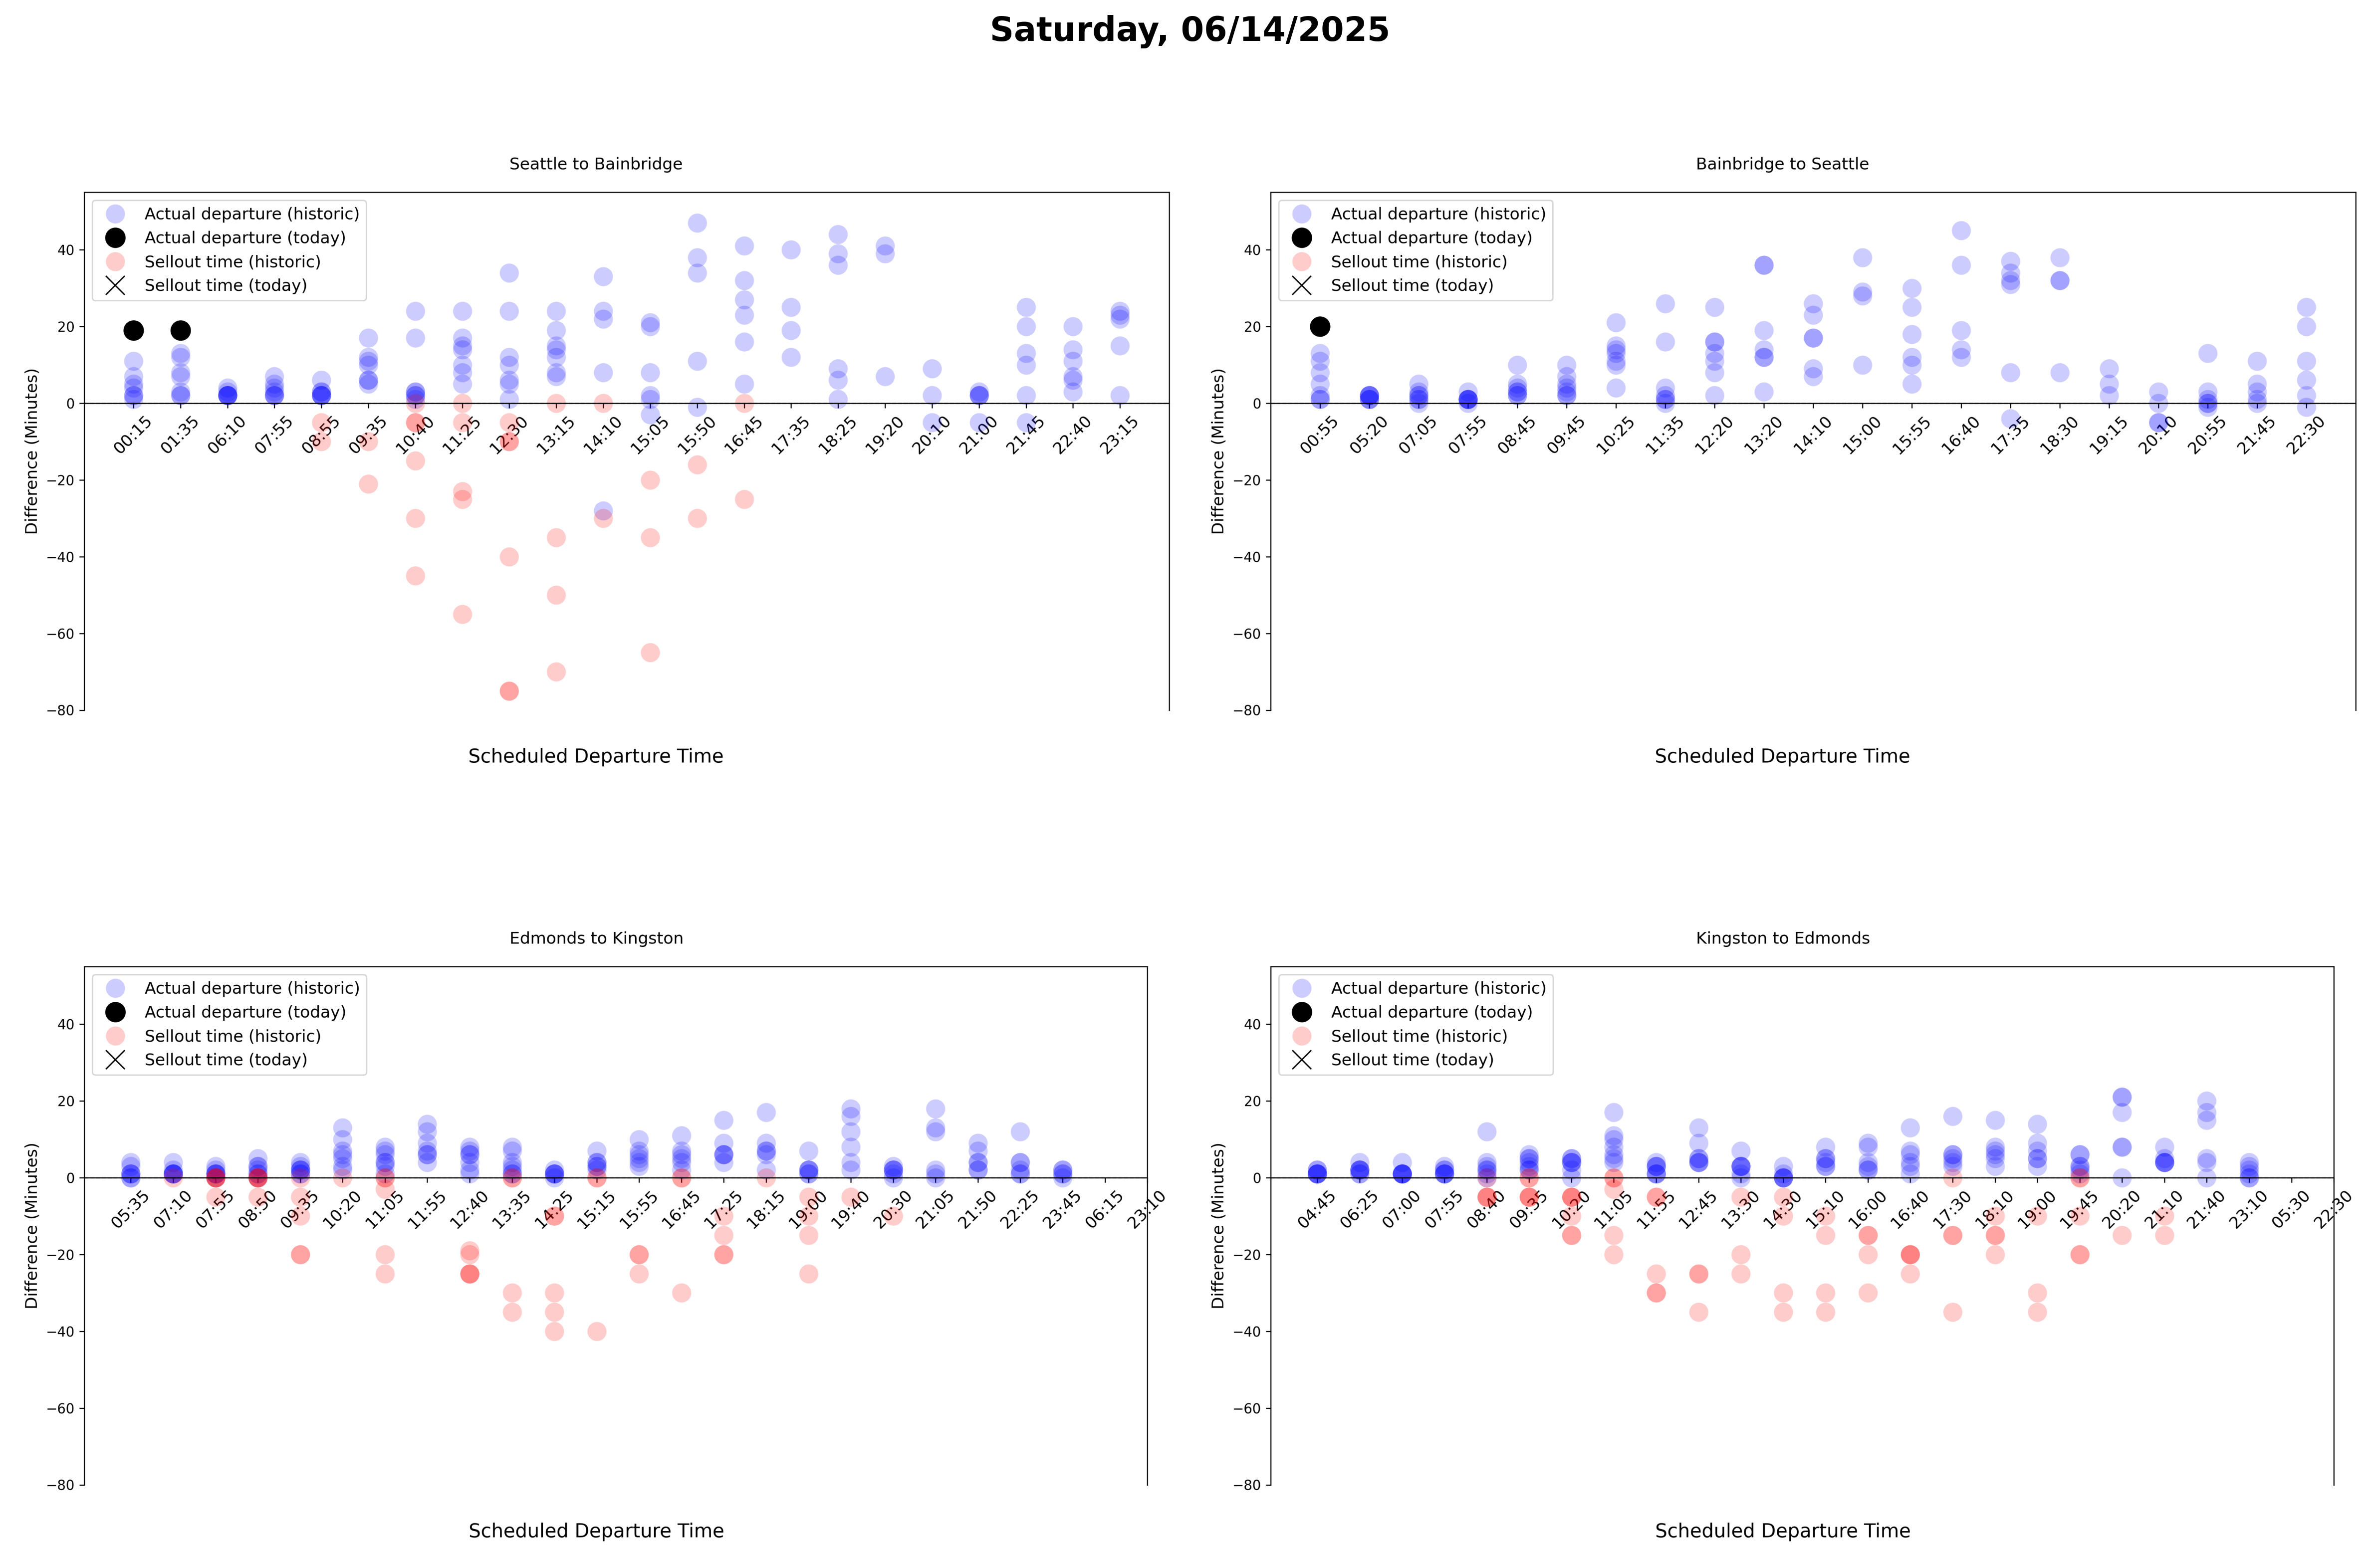 Saturday, 06/14/2025
Seattle to Bainbridge
Actual departure (historic)
Actual departure (today)
Sellout time (historic)
Sellout time (today)
Difference (Minutes)
40
20
0
−20
−40
−60
−80
00:15 01:35 06:10 07:55 08:55 09:35 10:40 11:25 12:30 13:15 14:10 15:05 15:50 16:45 17:35 18:25 19:20 20:10 21:00 21:45 22:40 23:15
Scheduled Departure Time
Bainbridge to Seattle
Actual departure (historic)
Actual departure (today)
Sellout time (historic)
Sellout time (today)
Difference (Minutes)
40
20
0
−20
−40
−60
−80
00:55 05:20 07:05 07:55 08:45 09:45 10:25 11:35 12:20 13:20 14:10 15:00 15:55 16:40 17:35 18:30 19:15 20:10 20:55 21:45 22:30
Scheduled Departure Time
Edmonds to Kingston
Actual departure (historic)
Actual departure (today)
Sellout time (historic)
Sellout time (today)
Difference (Minutes)
40
20
0
−20
−40
−60
−80
05:35 07:10 07:55 08:50 09:35 10:20 11:05 11:55 12:40 13:35 14:25 15:15 15:55 16:45 17:25 18:15 19:00 19:40 20:30 21:05 21:50 22:25 23:45 06:15 23:10
Scheduled Departure Time
Kingston to Edmonds
Actual departure (historic)
Actual departure (today)
Sellout time (historic)
Sellout time (today)
Difference (Minutes)
40
20
0
−20
−40
−60
−80
04:45 06:25 07:00 07:55 08:40 09:35 10:20 11:05 11:55 12:45 13:30 14:30 15:10 16:00 16:40 17:30 18:10 19:00 19:45 20:20 21:10 21:40 23:10 05:30 22:30
Scheduled Departure Time